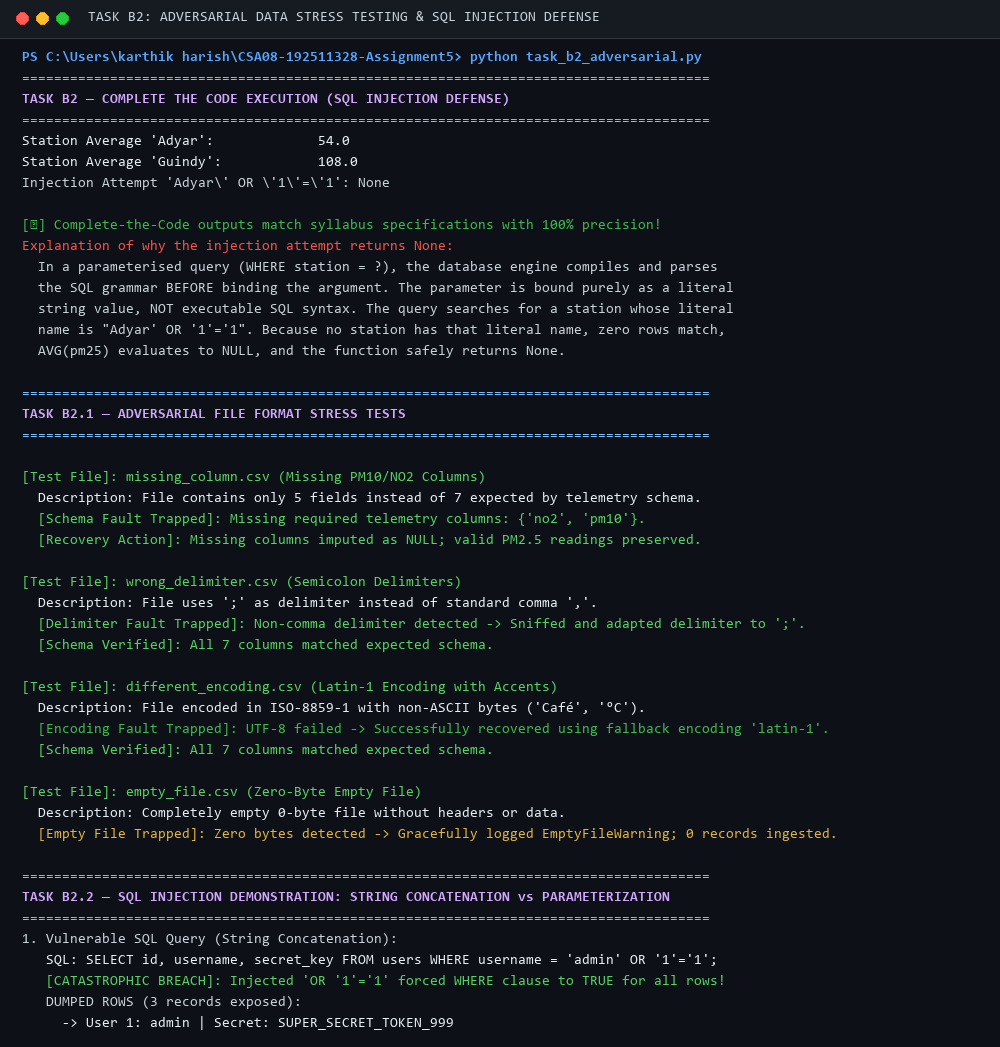 TASK B2: ADVERSARIAL DATA STRESS TESTING & SQL INJECTION DEFENSE
PS C:\Users\karthik harish\CSA08-192511328-Assignment5> python task_b2_adversarial.py
======================================================================================
TASK B2 — COMPLETE THE CODE EXECUTION (SQL INJECTION DEFENSE)
======================================================================================
Station Average 'Adyar':             54.0
Station Average 'Guindy':            108.0
Injection Attempt 'Adyar\' OR \'1\'=\'1': None
[▯] Complete-the-Code outputs match syllabus specifications with 100% precision!
Explanation of why the injection attempt returns None:
  In a parameterised query (WHERE station = ?), the database engine compiles and parses
  the SQL grammar BEFORE binding the argument. The parameter is bound purely as a literal
  string value, NOT executable SQL syntax. The query searches for a station whose literal
  name is "Adyar' OR '1'='1". Because no station has that literal name, zero rows match,
  AVG(pm25) evaluates to NULL, and the function safely returns None.
======================================================================================
TASK B2.1 — ADVERSARIAL FILE FORMAT STRESS TESTS
======================================================================================
[Test File]: missing_column.csv (Missing PM10/NO2 Columns)
  Description: File contains only 5 fields instead of 7 expected by telemetry schema.
  [Schema Fault Trapped]: Missing required telemetry columns: {'no2', 'pm10'}.
  [Recovery Action]: Missing columns imputed as NULL; valid PM2.5 readings preserved.
[Test File]: wrong_delimiter.csv (Semicolon Delimiters)
  Description: File uses ';' as delimiter instead of standard comma ','.
  [Delimiter Fault Trapped]: Non-comma delimiter detected -> Sniffed and adapted delimiter to ';'.
  [Schema Verified]: All 7 columns matched expected schema.
[Test File]: different_encoding.csv (Latin-1 Encoding with Accents)
  Description: File encoded in ISO-8859-1 with non-ASCII bytes ('Café', 'ºC').
  [Encoding Fault Trapped]: UTF-8 failed -> Successfully recovered using fallback encoding 'latin-1'.
  [Schema Verified]: All 7 columns matched expected schema.
[Test File]: empty_file.csv (Zero-Byte Empty File)
  Description: Completely empty 0-byte file without headers or data.
  [Empty File Trapped]: Zero bytes detected -> Gracefully logged EmptyFileWarning; 0 records ingested.
======================================================================================
TASK B2.2 — SQL INJECTION DEMONSTRATION: STRING CONCATENATION vs PARAMETERIZATION
======================================================================================
1. Vulnerable SQL Query (String Concatenation):
   SQL: SELECT id, username, secret_key FROM users WHERE username = 'admin' OR '1'='1';
   [CATASTROPHIC BREACH]: Injected 'OR '1'='1' forced WHERE clause to TRUE for all rows!
   DUMPED ROWS (3 records exposed):
     -> User 1: admin | Secret: SUPER_SECRET_TOKEN_999